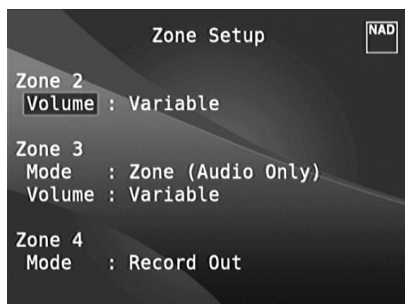 Zone Setup
NAD
Zone 2
Volume : Variable
Zone 3
Mode : Zone (Audio Only)
Volume : Variable
Zone 4
Mode : Record Out